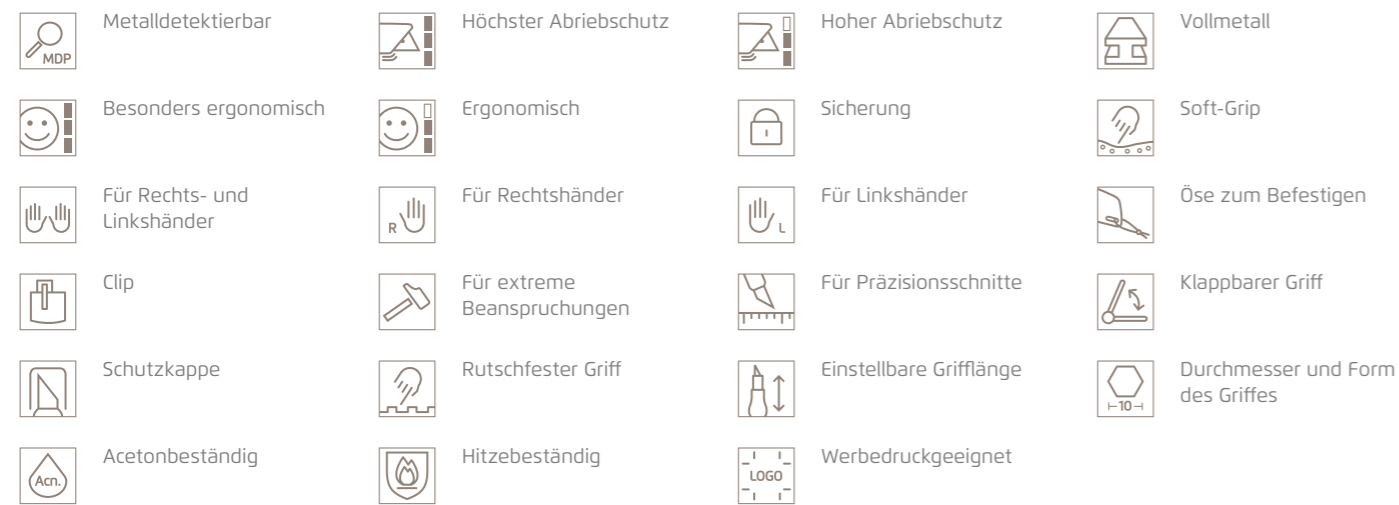 MDP
Metalldetektierbar
Höchster Abriebschutz
Hoher Abriebschutz
Vollmetall
Besonders ergonomisch
Ergonomisch
Sicherung
Soft-Grip
Für Rechts- und
Linkshänder
R
Für Rechtshänder
L
Für Linkshänder
Öse zum Befestigen
Clip
Für extreme
Beanspruchungen
Für Präzisionsschnitte
Klappbarer Griff
Schutzkappe
Rutschfester Griff
Einstellbare Grifflänge
10
Durchmesser und Form
des Griffes
Acn.
Acetonbeständig
Hitzebeständig
LOGO
Werbedruckgeeignet